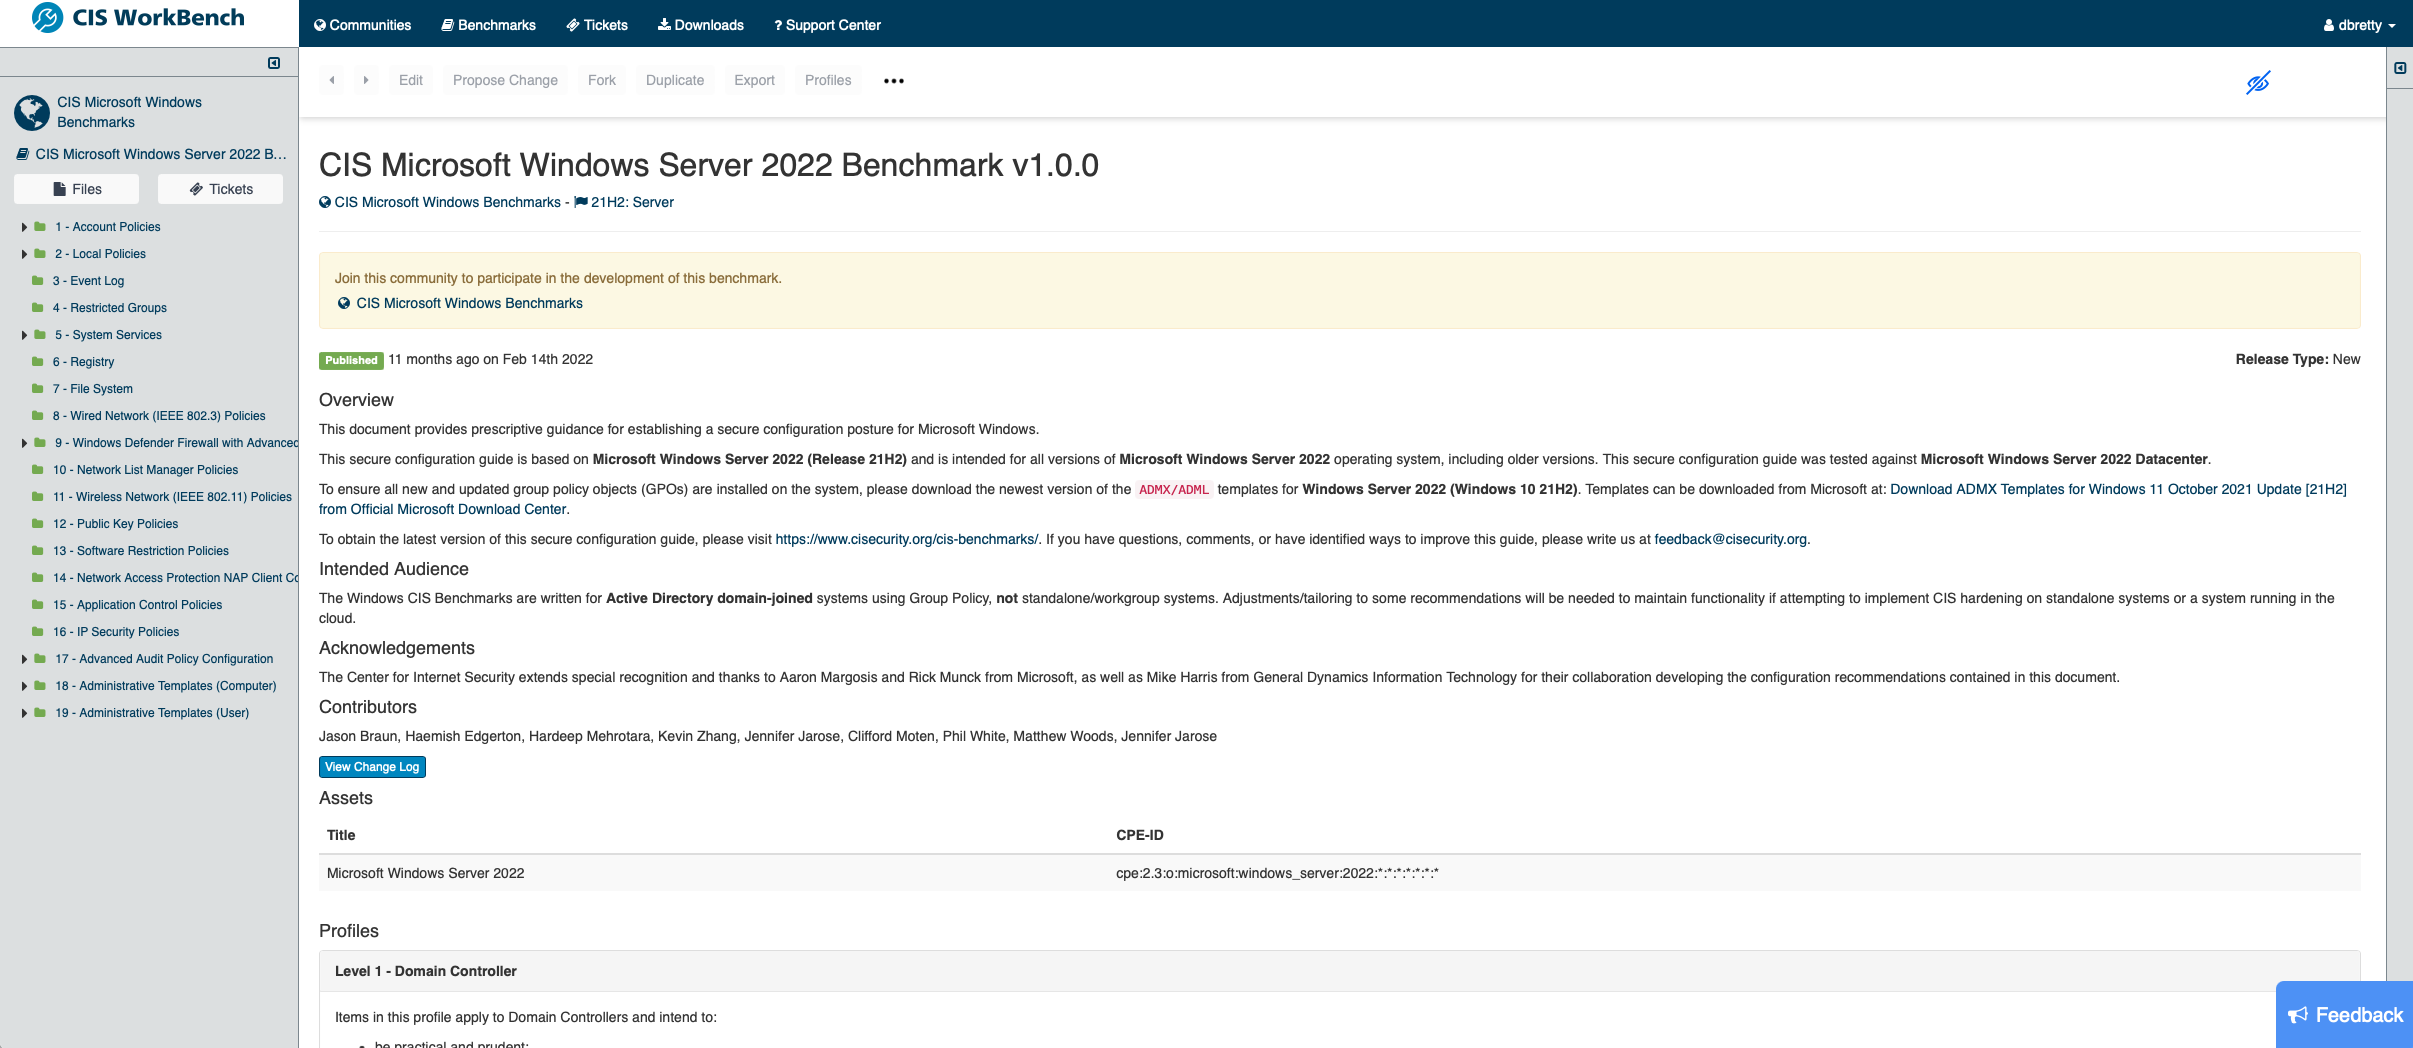 CIS WorkBench
Communities
Benchmarks
Tickets
Downloads
? Support Center
dbretty
CIS Microsoft Windows
Benchmarks
CIS Microsoft Windows Server 2022 B...
Files
Tickets
1 - Account Policies
2 - Local Policies
3 - Event Log
4 - Restricted Groups
5 - System Services
6 - Registry
7 - File System
8 - Wired Network (IEEE 802.3) Policies
9 - Windows Defender Firewall with Advanced
10 - Network List Manager Policies
11 - Wireless Network (IEEE 802.11) Policies
12 - Public Key Policies
13 - Software Restriction Policies
14 - Network Access Protection NAP Client Co
15 - Application Control Policies
16 - IP Security Policies
17 - Advanced Audit Policy Configuration
18 - Administrative Templates (Computer)
19 - Administrative Templates (User)
Edit
Propose Change
Fork
Duplicate
Export
Profiles
CIS Microsoft Windows Server 2022 Benchmark v1.0.0
CIS Microsoft Windows Benchmarks - 21H2: Server
Join this community to participate in the development of this benchmark.
CIS Microsoft Windows Benchmarks
Published 11 months ago on Feb 14th 2022
Release Type: New
Overview
This document provides prescriptive guidance for establishing a secure configuration posture for Microsoft Windows.
This secure configuration guide is based on Microsoft Windows Server 2022 (Release 21H2) and is intended for all versions of Microsoft Windows Server 2022 operating system, including older versions. This secure configuration guide was tested against Microsoft Windows Server 2022 Datacenter.
To ensure all new and updated group policy objects (GPOs) are installed on the system, please download the newest version of the ADMX/ADML templates for Windows Server 2022 (Windows 10 21H2). Templates can be downloaded from Microsoft at: Download ADMX Templates for Windows 11 October 2021 Update [21H2]
from Official Microsoft Download Center.
To obtain the latest version of this secure configuration guide, please visit https://www.cisecurity.org/cis-benchmarks/. If you have questions, comments, or have identified ways to improve this guide, please write us at feedback@cisecurity.org.
Intended Audience
The Windows CIS Benchmarks are written for Active Directory domain-joined systems using Group Policy, not standalone/workgroup systems. Adjustments/tailoring to some recommendations will be needed to maintain functionality if attempting to implement CIS hardening on standalone systems or a system running in the
cloud.
Acknowledgements
The Center for Internet Security extends special recognition and thanks to Aaron Margosis and Rick Munck from Microsoft, as well as Mike Harris from General Dynamics Information Technology for their collaboration developing the configuration recommendations contained in this document.
Contributors
Jason Braun, Haemish Edgerton, Hardeep Mehrotara, Kevin Zhang, Jennifer Jarose, Clifford Moten, Phil White, Matthew Woods, Jennifer Jarose
View Change Log
Assets
Title
CPE-ID
Microsoft Windows Server 2022
cpe:2.3:o:microsoft:windows_server:2022:*:*:*:*:*:*:*
Profiles
Level 1 - Domain Controller
Items in this profile apply to Domain Controllers and intend to:
be practical and prudent;
Feedback